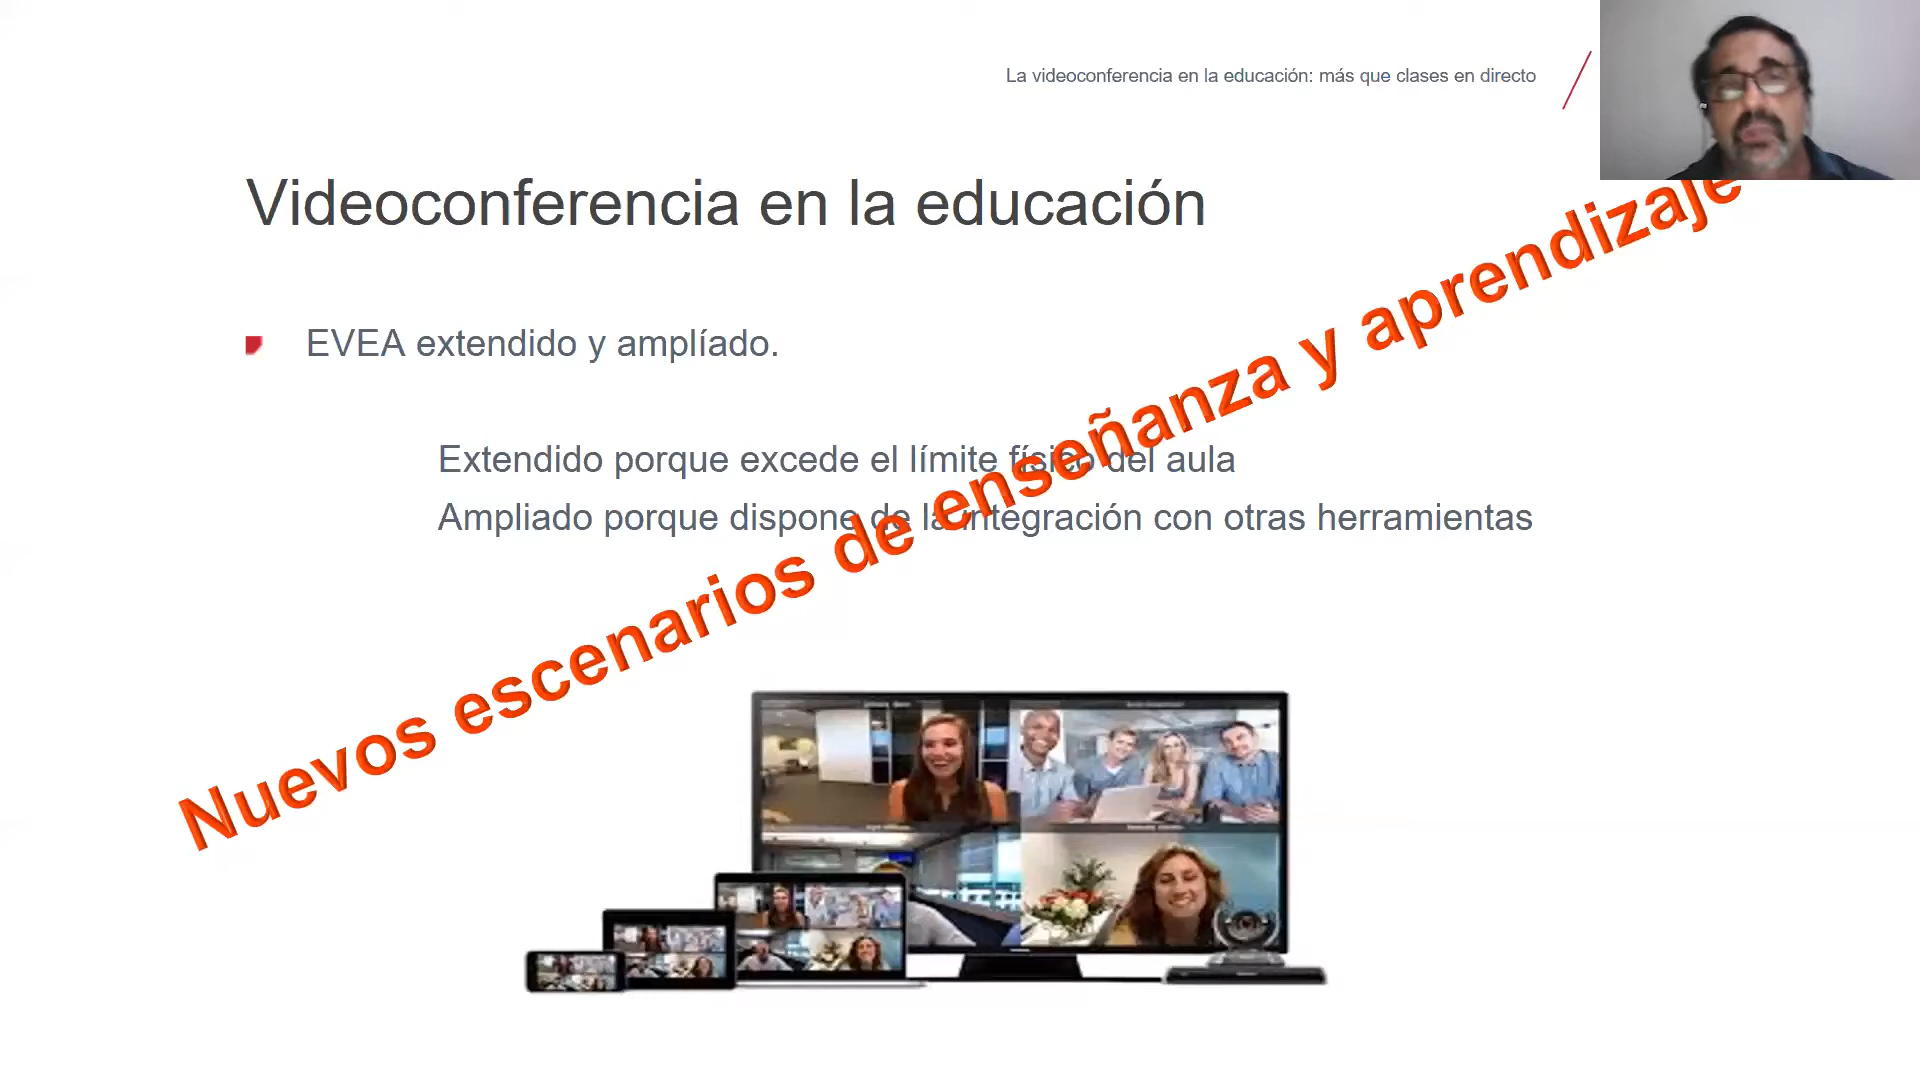 La videoconferencia en la educación: más que clases en directo
Videoconferencia en la educación
EVEA extendido y amplíado.
Extendido porque excede el límite físico del aula
Ampliado porque dispone de la integración con otras herramientas
Nuevos escenarios de enseñanza y aprendizaje